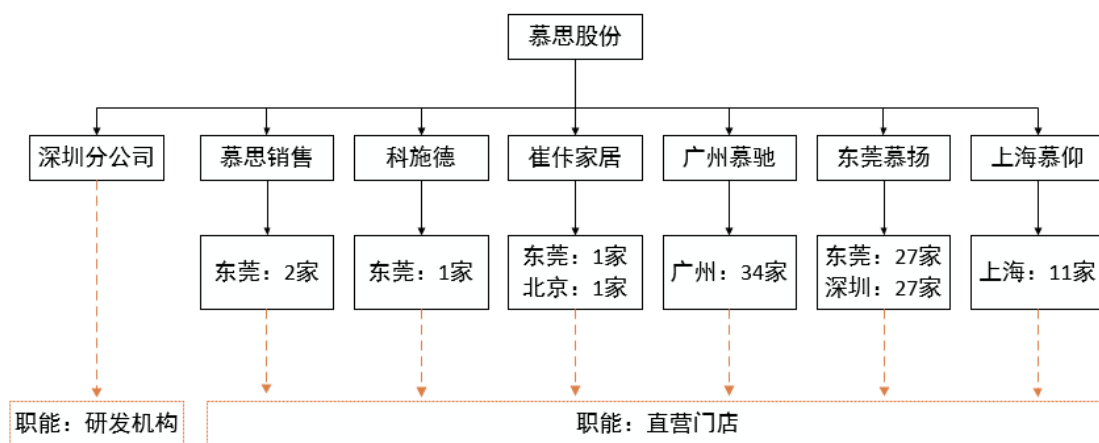 慕思股份
深圳分公司
慕思销售
科施德
崔佧家居
广州慕驰
东莞慕扬
上海慕仰
东莞：2家
东莞：1家
东莞：1家
北京：1家
广州：34家
东莞：27家
深圳：27家
上海：11家
职能：研发机构
职能：直营门店